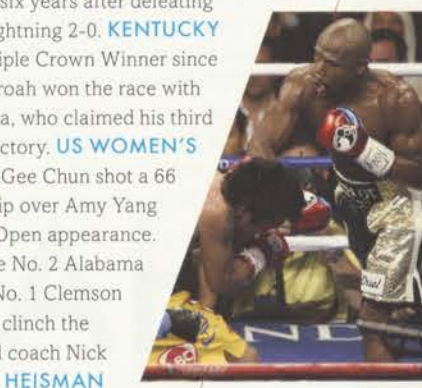 six years after defeating
ghtning 2-0. KENTUCKY
iple Crown Winner since
roah won the race with
a, who claimed his third
ctory. US WOMEN'S
Gee Chun shot a 66
ip over Amy Yang
Open appearance.
e No. 2 Alabama
No. 1 Clemson
clinch the
d coach Nick
HEISMAN